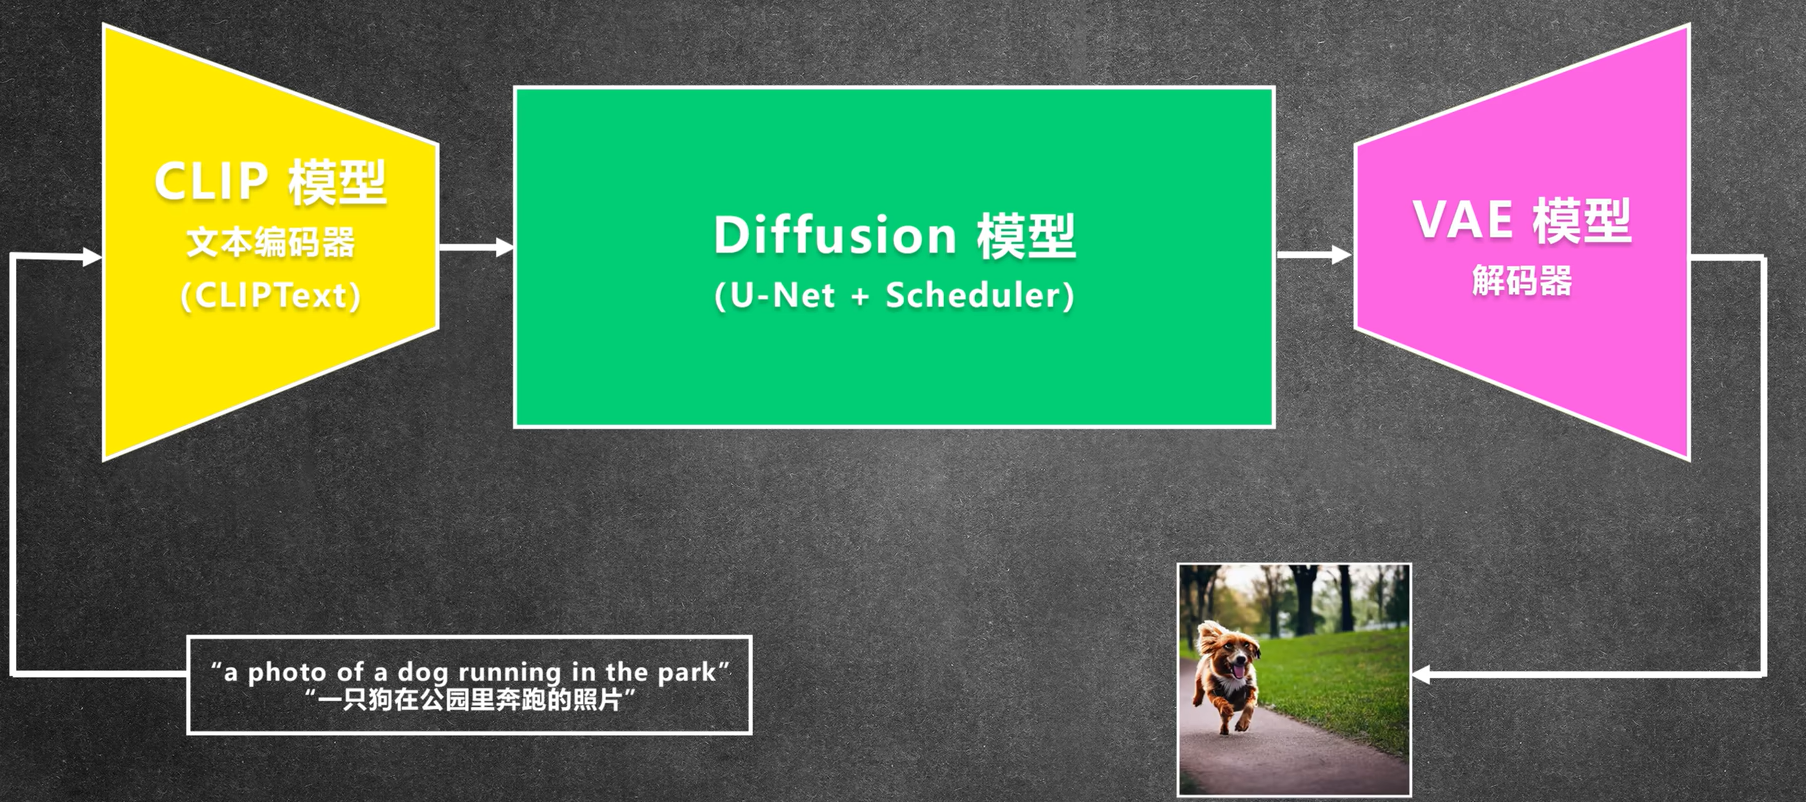 CLIP 模型
文本编码器
(CLIPText)
Diffusion 模型
(U-Net + Scheduler)
VAE 模型
解码器
“a photo of a dog running in the park”
“一只狗在公园里奔跑的照片”